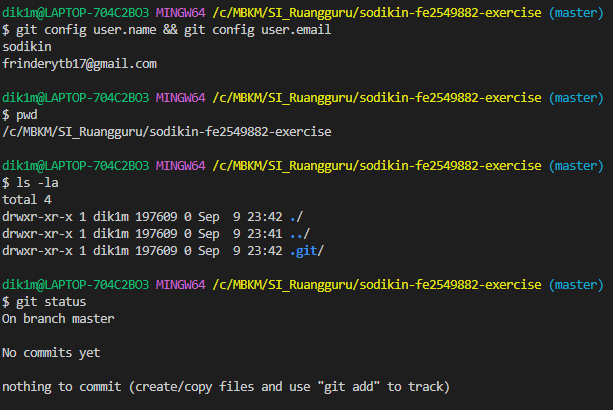 dik1m@LAPTOP-704C2BO3 MINGW64 /c/MBKM/SI_Ruangguru/sodikin-fe2549882-exercise (master)
$ git config user.name && git config user.email
sodikin
frinderytb17@gmail.com
dik1m@LAPTOP-704C2BO3 MINGW64 /c/MBKM/SI_Ruangguru/sodikin-fe2549882-exercise (master)
$ pwd
/c/MBKM/SI_Ruangguru/sodikin-fe2549882-exercise
dik1m@LAPTOP-704C2BO3 MINGW64 /c/MBKM/SI_Ruangguru/sodikin-fe2549882-exercise (master)
$ ls -la
total 4
drwxr-xr-x 1 dik1m 197609 0 Sep  9 23:42 ./
drwxr-xr-x 1 dik1m 197609 0 Sep  9 23:41 ../
drwxr-xr-x 1 dik1m 197609 0 Sep  9 23:42 .git/
dik1m@LAPTOP-704C2BO3 MINGW64 /c/MBKM/SI_Ruangguru/sodikin-fe2549882-exercise (master)
$ git status
On branch master
No commits yet
nothing to commit (create/copy files and use "git add" to track)